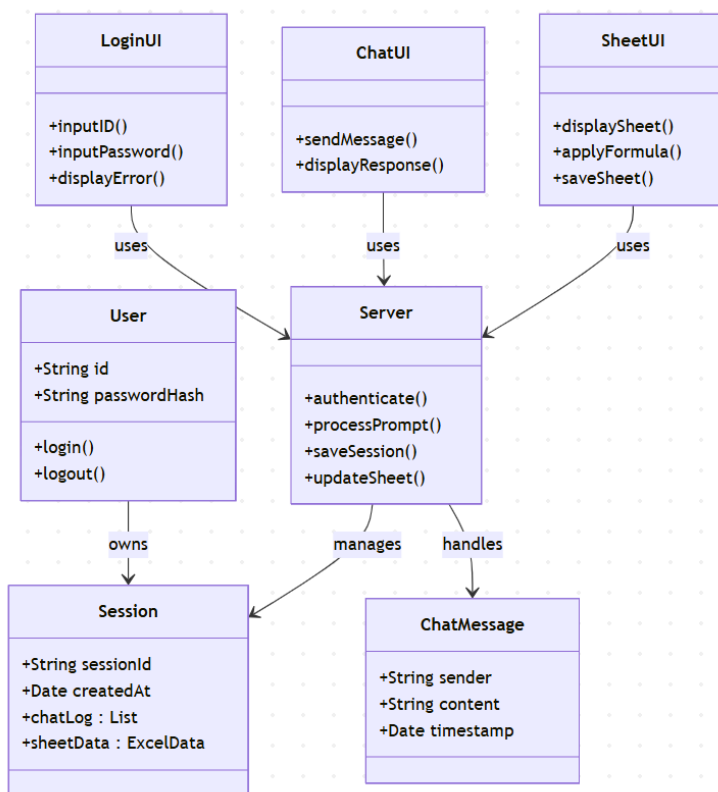 LoginUI
+inputID()
+inputPassword()
+displayError()
ChatUI
+sendMessage()
+displayResponse()
SheetUI
+displaySheet()
+applyFormula()
+saveSheet()
uses
uses
uses
User
+String id
+String passwordHash
+login()
+logout()
Server
+authenticate()
+processPrompt()
+saveSession()
+updateSheet()
owns
manages
handles
Session
+String sessionId
+Date createdAt
+chatLog : List
+sheetData : ExcelData
ChatMessage
+String sender
+String content
+Date timestamp